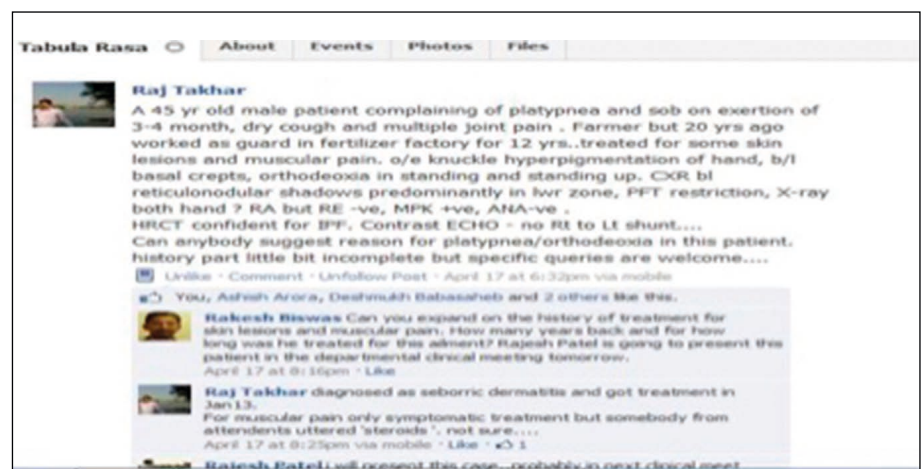 Tabula Rasa About Events Photos Files
Raj Takhar
A 45 yr old male patient complaining of platypnea and sob on exertion of
3-4 month, dry cough and multiple joint pain . Farmer but 20 yrs ago
worked as guard in fertilizer factory for 12 yrs..treated for some skin
lesions and muscular pain. o/e knuckle hyperpigmentation of hand, b/l
basal crepts, orthodeoxia in standing and standing up. CXR bl
reticulonodular shadows predominantly in lwr zone, PFT restriction, X-ray
both hand ? RA but RE -ve, MPK +ve, ANA-ve .
HRCT confident for IPF. Contrast ECHO - no Rt to Lt shunt....
Can anybody suggest reason for platypnea/orthodeoxia in this patient.
history part little bit incomplete but specific queries are welcome....
Unlike · Comment · Unfollow Post · April 17 at 6:32pm via mobile
You, Ashish Arora, Deshmukh Babasaheb and 2 others like this.
Rakesh Biswas Can you expand on the history of treatment for
skin lesions and muscular pain. How many years back and for how
long was he treated for this ailment? Rajesh Patel is going to present this
patient in the departmental clinical meeting tomorrow.
April 17 at 8:16pm · Like
Raj Takhar diagnosed as seborric dermatitis and got treatment in
Jan13.
For muscular pain only symptomatic treatment but somebody from
attendents uttered 'steroids '. not sure....
April 17 at 8:25pm via mobile · Like · 1
Rajesh Patel i will present this case..probably in next clinical meet